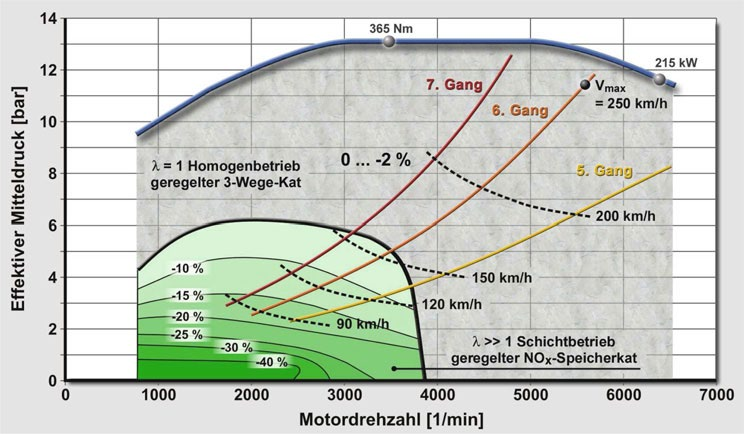 14
12
10
8
6
4
2
0
Effektiver Mitteldruck [bar]
365 Nm
215 kW
7. Gang
6. Gang
5. Gang
Vmax
= 250 km/h
λ = 1 Homogenbetrieb
geregelter 3-Wege-Kat
0 ... -2 %
200 km/h
150 km/h
120 km/h
90 km/h
-10 %
-15 %
-20 %
-25 %
-30 %
-40 %
λ >> 1 Schichtbetrieb
geregelter NOx-Speicherkat
0 1000 2000 3000 4000 5000 6000 7000
Motordrehzahl [1/min]